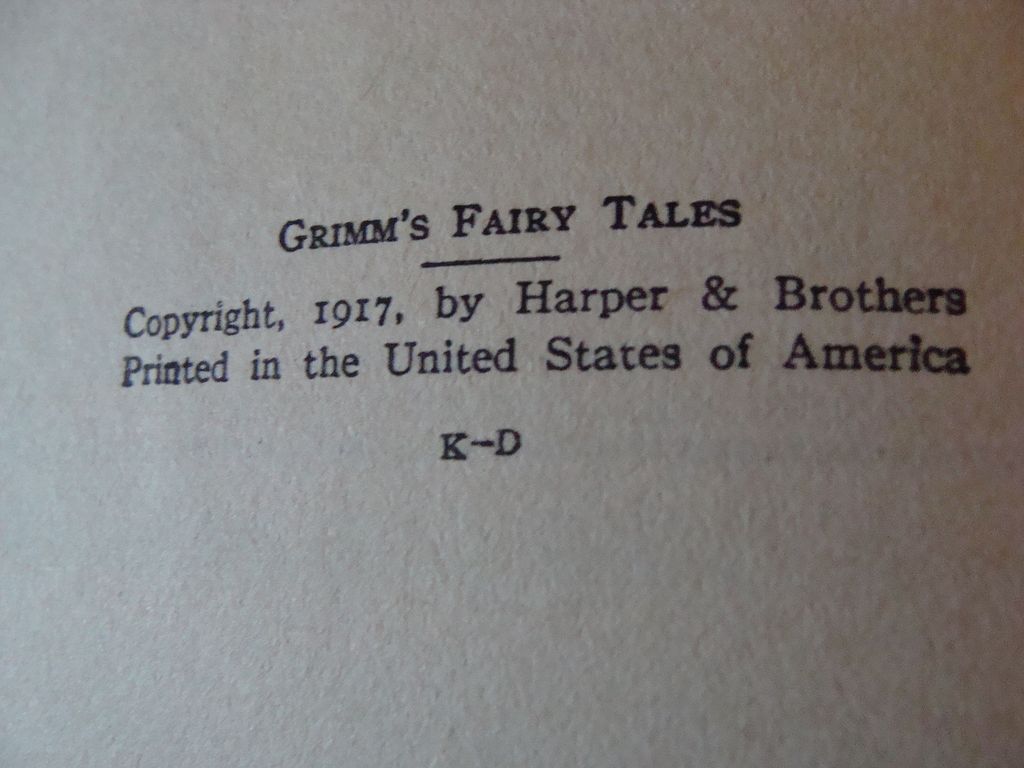 Grimm's Fairy Tales
Copyright, 1917, by Harper & Brothers
Printed in the United States of America
K-D